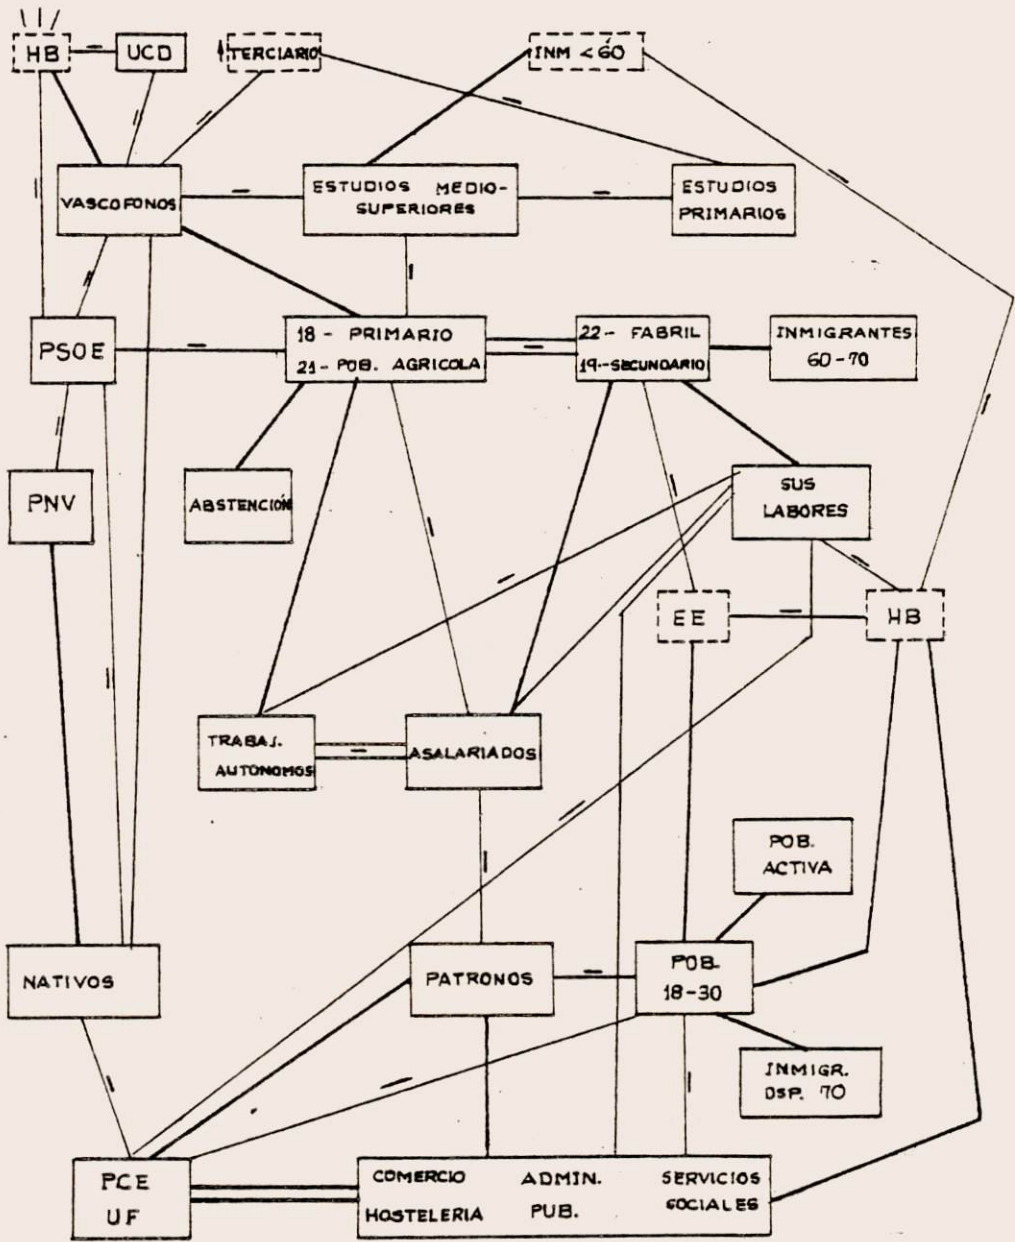 HB
UCD
TERCIARIO
INM < 60
VASCOFONOS
ESTUDIOS MEDIO-
SUPERIORES
ESTUDIOS
PRIMARIOS
PSOE
18- PRIMARIO
21- POB. AGRICOLA
22- FABRIL
19.-SECUNDARIO
INMIGRANTES
60-70
PNV
ABSTENCIÓN
SUS
LABORES
EE
HB
TRABAJ.
AUTÓNOMOS
ASALARIADOS
POB.
ACTIVA
NATIVOS
PATRONOS
POB.
18-30
INMIGR.
DSP. 70
PCE
UF
COMERCIO ADMIN. SERVICIOS
HOSTELERIA PUB. SOCIALES